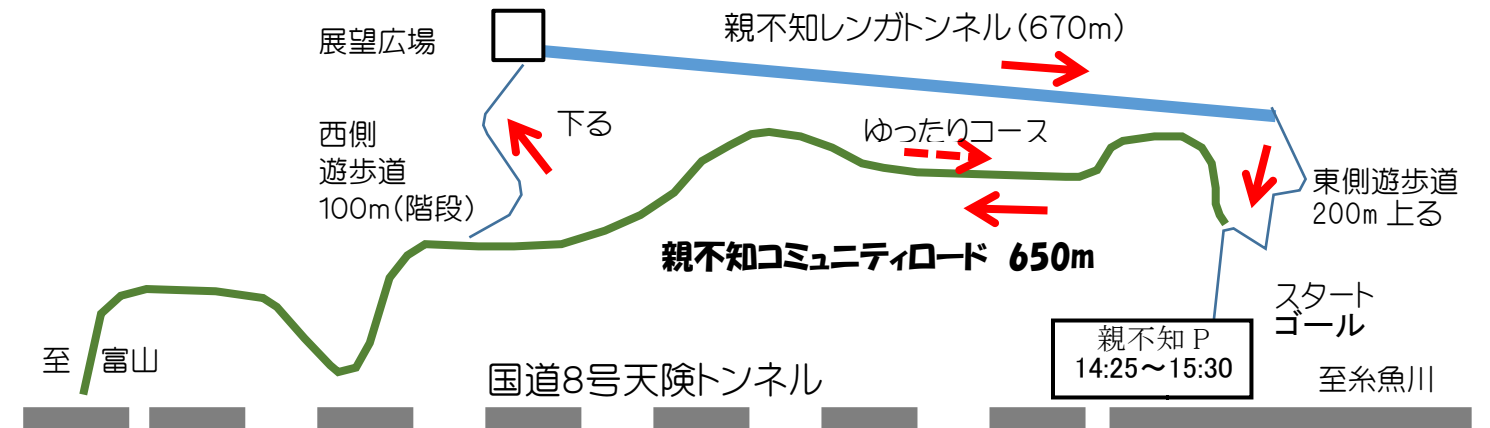 親不知レンガトンネル(670m)
展望広場
下る
ゆったりコース
西側
遊歩道
100m(階段)
東側遊歩道
200m 上る
親不知コミュニティロード 650m
スタート
ゴール
親不知P
14:25~15:30
至 富山
国道8号天険トンネル
至糸魚川